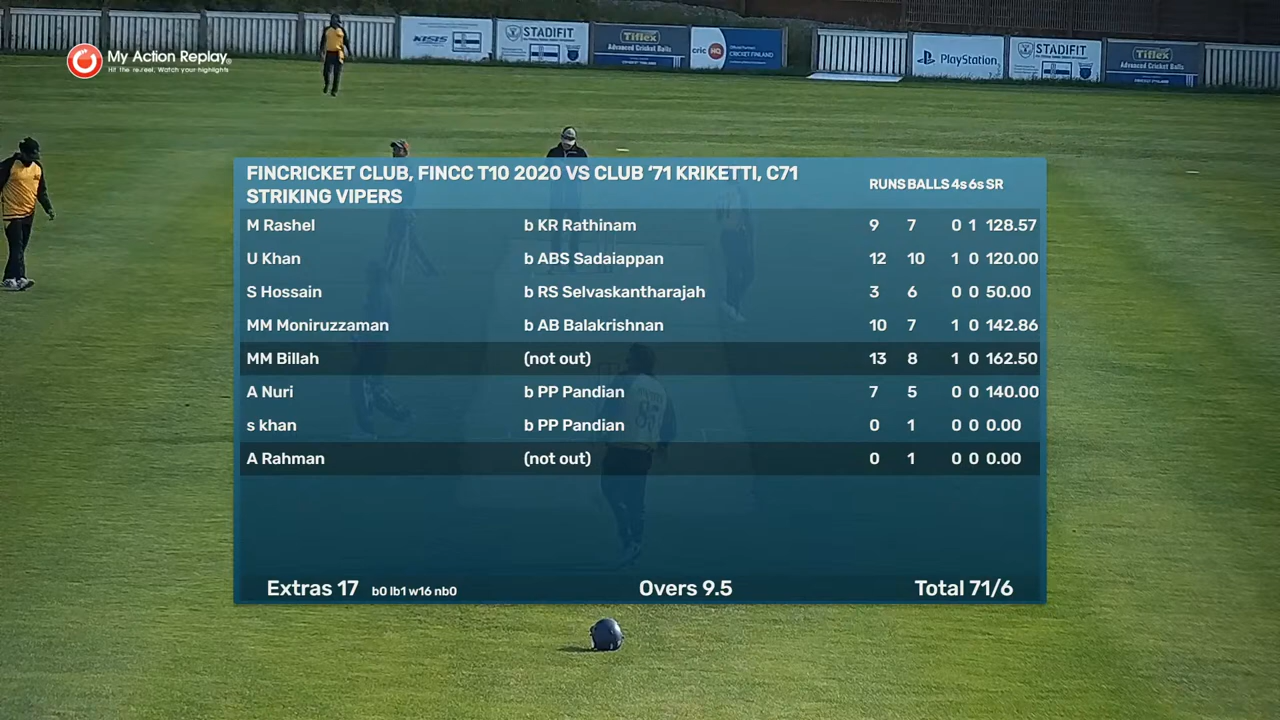 My Action Replay
Hit the re:reel. Watch your highlights
STADIFIT
Tiflex
Advanced Cricket Balls
cric HQ
CRICKET FINLAND
PlayStation
STADIFIT
Tiflex
Advanced Cricket Balls
FINCRICKET CLUB, FINCC T10 2020 VS CLUB ‘71 KRIKETTI, C71
STRIKING VIPERS
RUNS BALLS 4s 6s SR
M Rashel b KR Rathinam 9 7 0 1 128.57
U Khan b ABS Sadaiappan 12 10 1 0 120.00
S Hossain b RS Selvaskantharajah 3 6 0 0 50.00
MM Moniruzzaman b AB Balakrishnan 10 7 1 0 142.86
MM Billah (not out) 13 8 1 0 162.50
A Nuri b PP Pandian 7 5 0 0 140.00
s khan b PP Pandian 0 1 0 0 0.00
A Rahman (not out) 0 1 0 0 0.00
Extras 17 b0 lb1 w16 nb0 Overs 9.5 Total 71/6